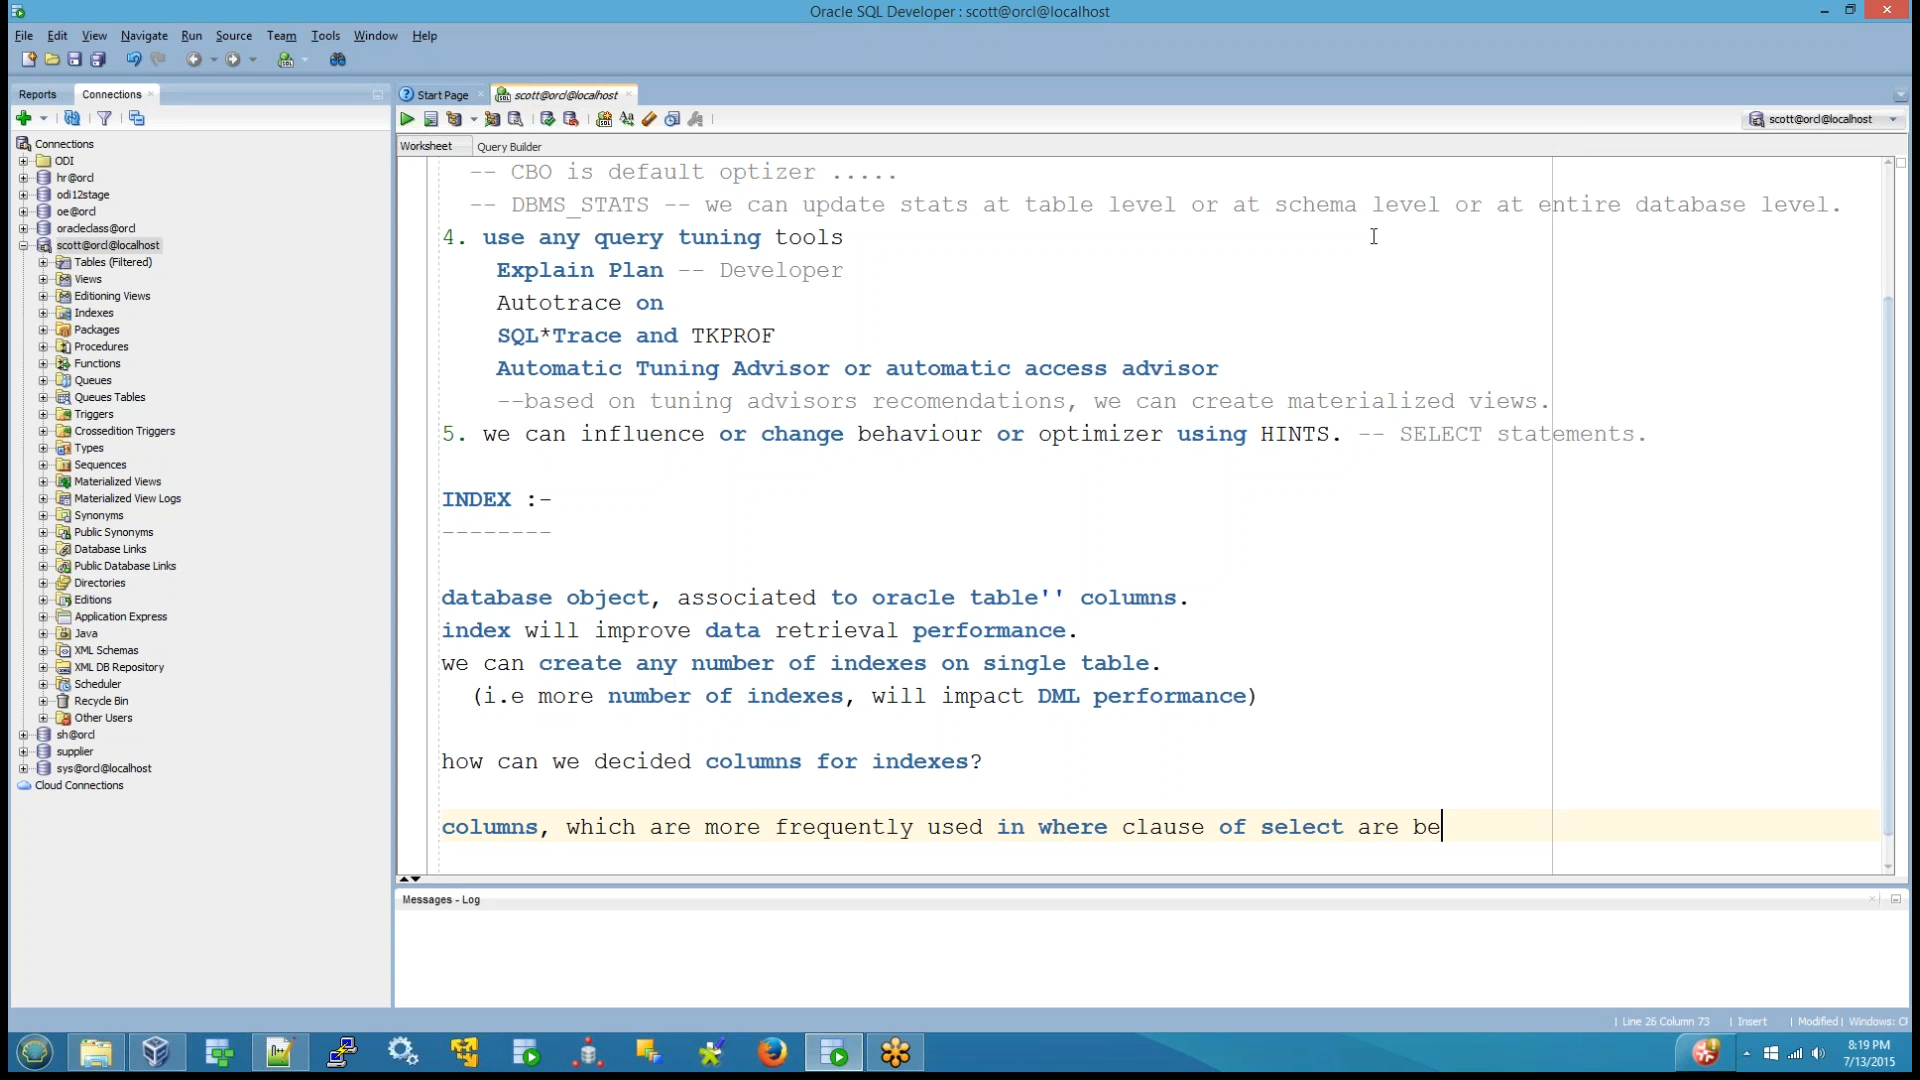 Oracle SQL Developer : scott@orcl@localhost
File Edit View Navigate Run Source Team Tools Window Help
Reports Connections
Start Page scott@orcl@localhost
scott@orcl@localhost
Worksheet Query Builder
Connections
ODI
hr@orcl
odi12stage
oe@orcl
oracleclass@orcl
scott@orcl@localhost
Tables (Filtered)
Views
Editioning Views
Indexes
Packages
Procedures
Functions
Queues
Queues Tables
Triggers
Crossedition Triggers
Types
Sequences
Materialized Views
Materialized View Logs
Synonyms
Public Synonyms
Database Links
Public Database Links
Directories
Editions
Application Express
Java
XML Schemas
XML DB Repository
Scheduler
Recycle Bin
Other Users
sh@orcl
supplier
sys@orcl@localhost
Cloud Connections
-- CBO is default optizer .....
-- DBMS_STATS -- we can update stats at table level or at schema level or at entire database level.
4. use any query tuning tools
Explain Plan -- Developer
Autotrace on
SQL*Trace and TKPROF
Automatic Tuning Advisor or automatic access advisor
--based on tuning advisors recomendations, we can create materialized views.
5. we can influence or change behaviour or optimizer using HINTS. -- SELECT statements.
INDEX :-
--------
database object, associated to oracle table'' columns.
index will improve data retrieval performance.
we can create any number of indexes on single table.
(i.e more number of indexes, will impact DML performance)
how can we decided columns for indexes?
columns, which are more frequently used in where clause of select are be
Messages - Log
Line 26 Column 73 Insert Modified Windows: C
8:19 PM
7/13/2015